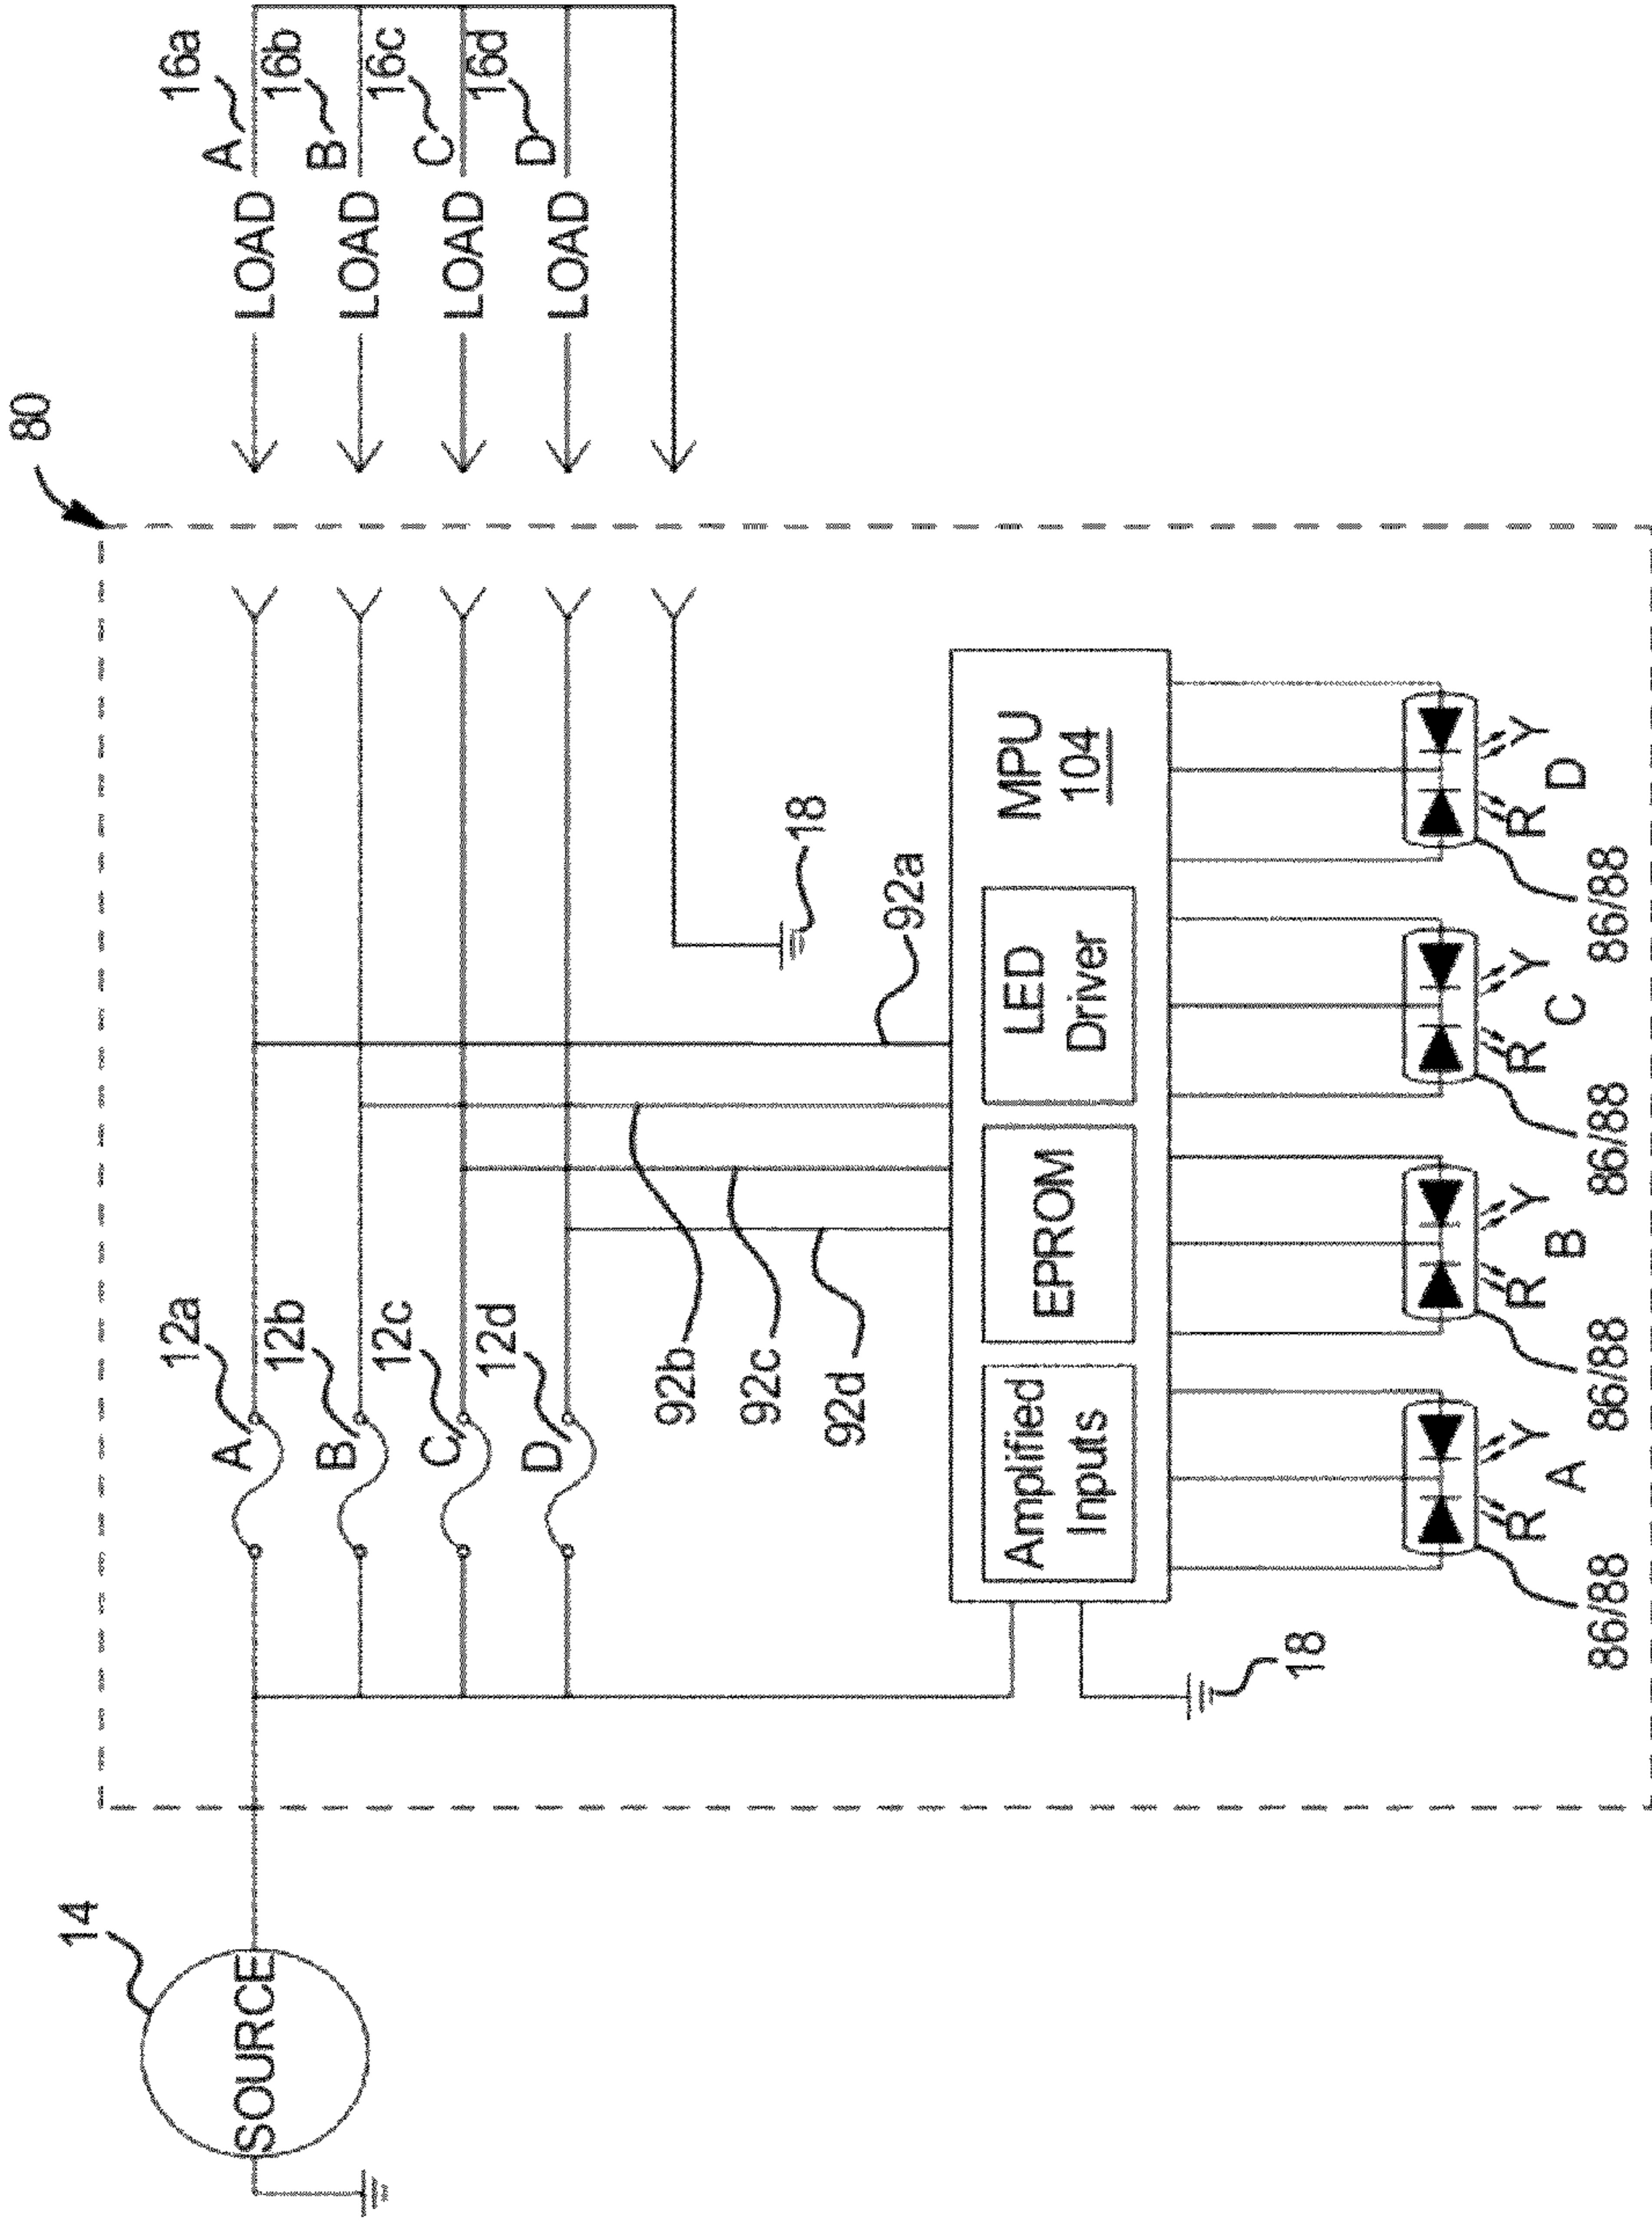 80
14
SOURCE
12a
A
12b
B
12c
C
12d
D
16a
A
LOAD
16b
B
LOAD
16c
C
LOAD
16d
D
LOAD
18
92a
92b
92c
92d
Amplified
Inputs
EPROM
LED
Driver
MPU
104
18
R
Y
A
86/88
R
Y
B
86/88
R
Y
C
86/88
R
Y
D
86/88